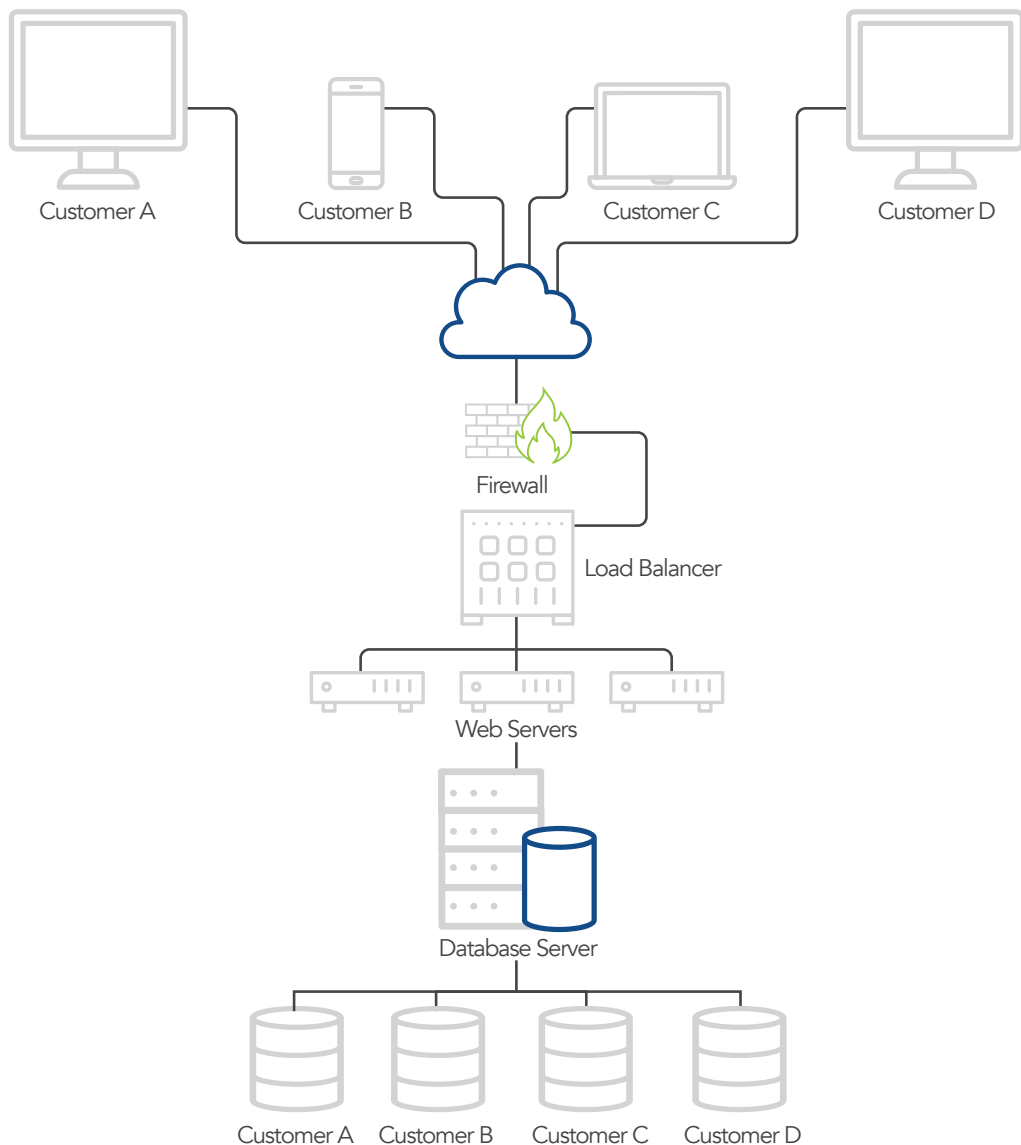 Customer A
Customer B
Customer C
Customer D
Firewall
Load Balancer
Web Servers
Database Server
Customer A
Customer B
Customer C
Customer D